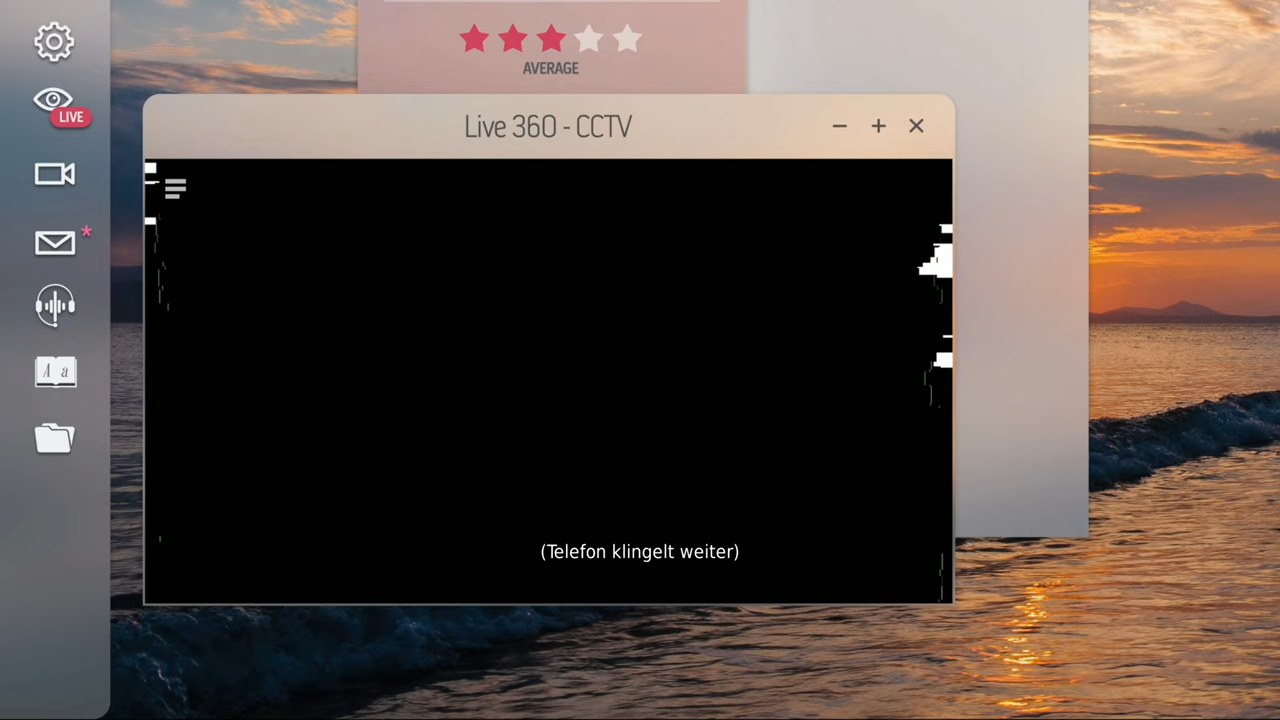 AVERAGE
LIVE
Live 360 - CCTV
A a
(Telefon klingelt weiter)